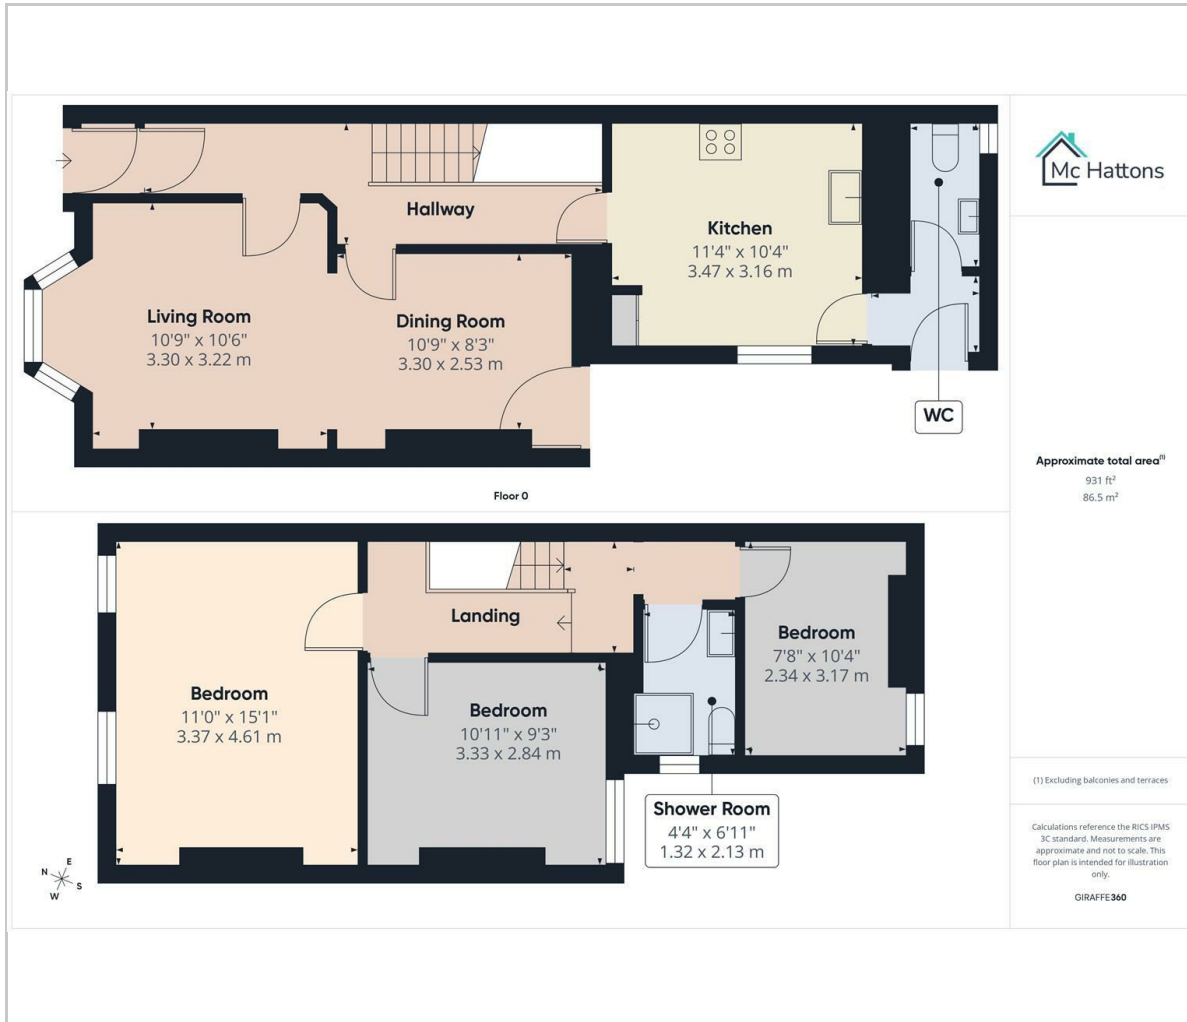 Hallway
Kitchen
11'4" x 10'4"
3.47 x 3.16 m
Living Room
10'9" x 10'6"
3.30 x 3.22 m
Dining Room
10'9" x 8'3"
3.30 x 2.53 m
WC
Floor 0
Landing
Bedroom
11'0" x 15'1"
3.37 x 4.61 m
Bedroom
10'11" x 9'3"
3.33 x 2.84 m
Bedroom
7'8" x 10'4"
2.34 x 3.17 m
Shower Room
4'4" x 6'11"
1.32 x 2.13 m
N E
W S
Mc Hattons
Approximate total area⁽¹⁾
931 ft²
86.5 m²
(1) Excluding balconies and terraces
Calculations reference the RICS IPMS
3C standard. Measurements are
approximate and not to scale. This
floor plan is intended for illustration
only.
GIRAFFE360